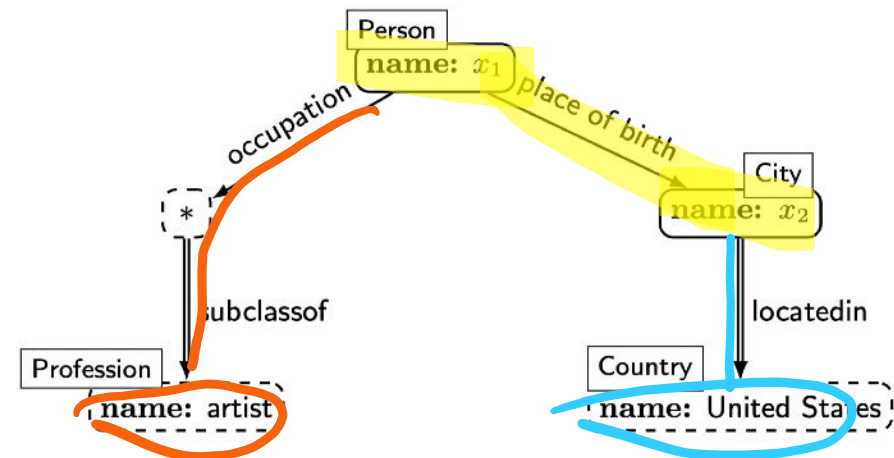 Person
name: x₁
occupation
place of birth
City
*
name: x₂
subclassof
locatedin
Profession
Country
name: artist
name: United States